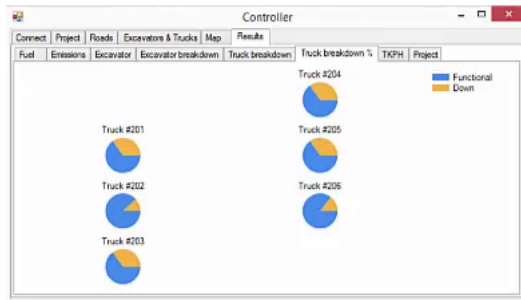 Controller
Connect Project Roads Excavators & Trucks Map Results
Fuel Emissions Excavator Excavator breakdown Truck breakdown Truck breakdown % TKPH Project
Truck #204
Functional
Down
Truck #201
Truck #205
Truck #202
Truck #206
Truck #203